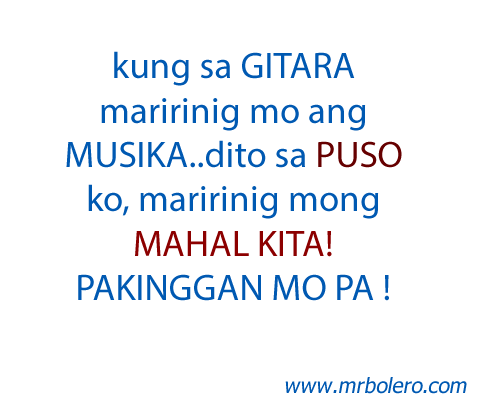 kung sa GITARA
maririnig mo ang
MUSIKA..dito sa PUSO
ko, maririnig mong
MAHAL KITA!
PAKINGGAN MO PA !
www.mrbolero.com